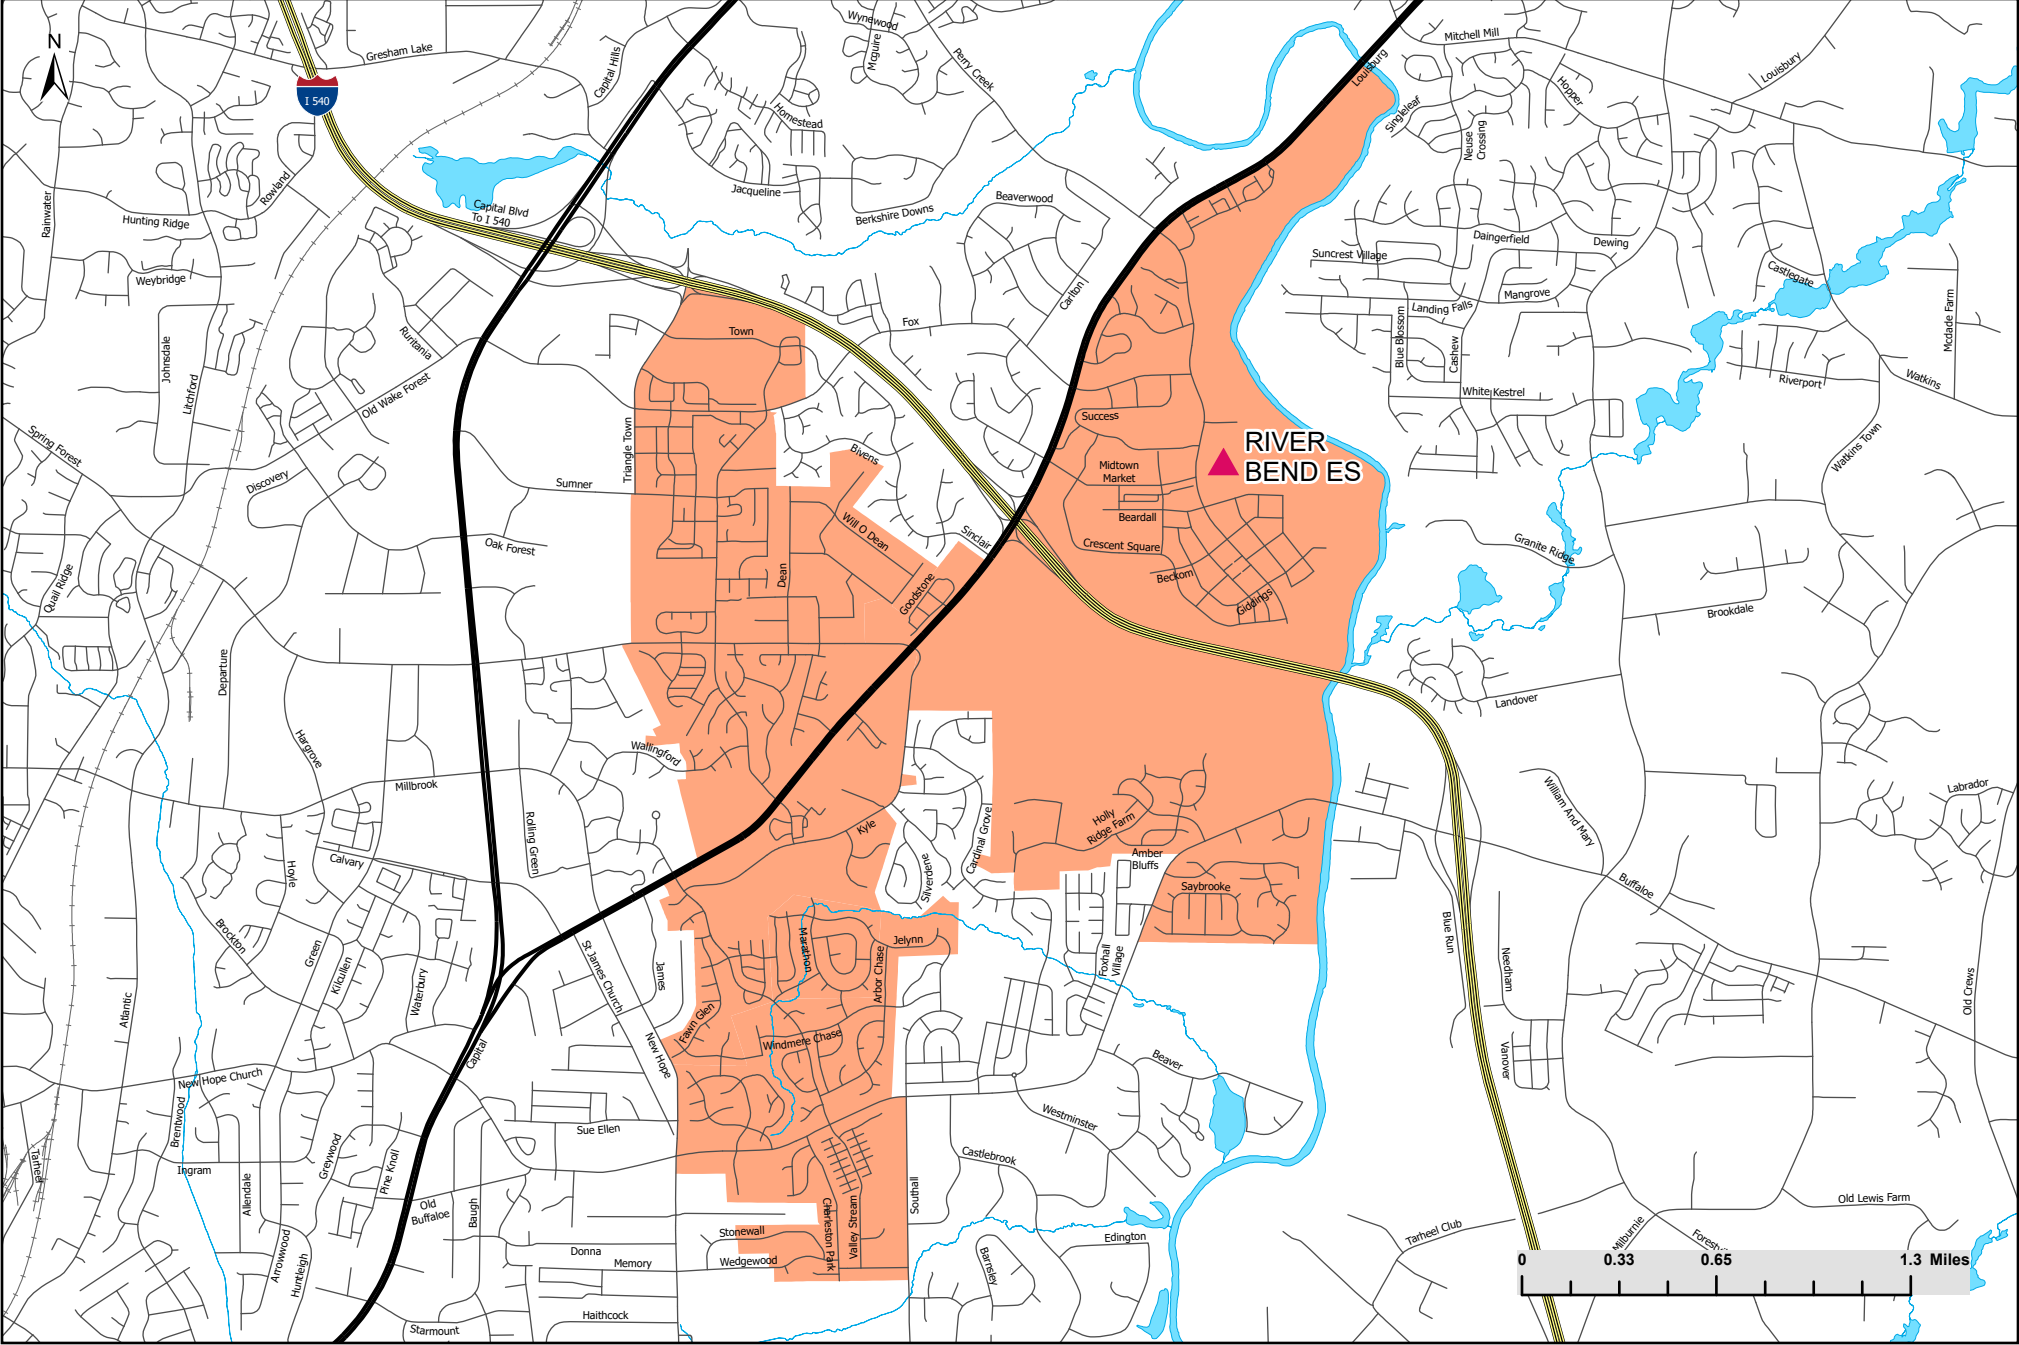 N
I 540
Gresham Lake
Capital Hills
Wynewood
Mcguire
Perry Creek
Homestead
Louisburg
Mitchell Mill
Hopper
Louisbury
Singleleaf
Neuse
Crossing
Rainwater
Rowland
Hunting Ridge
Capital Blvd
To I 540
Jacqueline
Berkshire Downs
Beaverwood
Daingerfield
Dewing
Suncrest Village
Castlegate
Weybridge
Carlton
Landing Falls
Mangrove
Mcdade Farm
Johnsdale
Ruritania
Town
Fox
Blue Blossom
Cashew
Litchford
Old Wake Forest
White Kestrel
Riverport
Watkins
Spring Forest
Triangle Town
Bivens
Success
RIVER
BEND ES
Watkins Town
Midtown
Market
Discovery
Sumner
Beardall
Will O Dean
Sinclair
Oak Forest
Crescent Square
Granite Ridge
Quail Ridge
Dean
Goodstone
Beckom
Giddings
Brookdale
Departure
Landover
Hargrove
Wallingford
Millbrook
William And Mary
Labrador
Rolling Green
Kyle
Cardinal Grove
Holly
Ridge Farm
Calvary
Hoyle
Silverdene
Amber
Bluffs
Saybrooke
Buffaloe
Brockton
Green
Kilcullen
Waterbury
St James Church
James
Marathon
Jelynn
Arbor Chase
Foxhall
Village
Blue Run
Needham
Old Crews
Atlantic
Fawn Glen
Windmere Chase
New Hope
Capital
Beaver
Vanover
New Hope Church
Brentwood
Westminster
Sue Ellen
Tarheel
Ingram
Greywood
Pine Knoll
Castlebrook
Allendale
Old
Buffaloe
Baugh
Southall
Old Lewis Farm
Charleston Park
Valley Stream
Stonewall
Edington
Tarheel Club
Milburnie
Arrowwood
Huntleigh
Donna
Memory
Wedgewood
Barnsley
0 0.33 0.65 1.3 Miles
Haithcock
Starmount